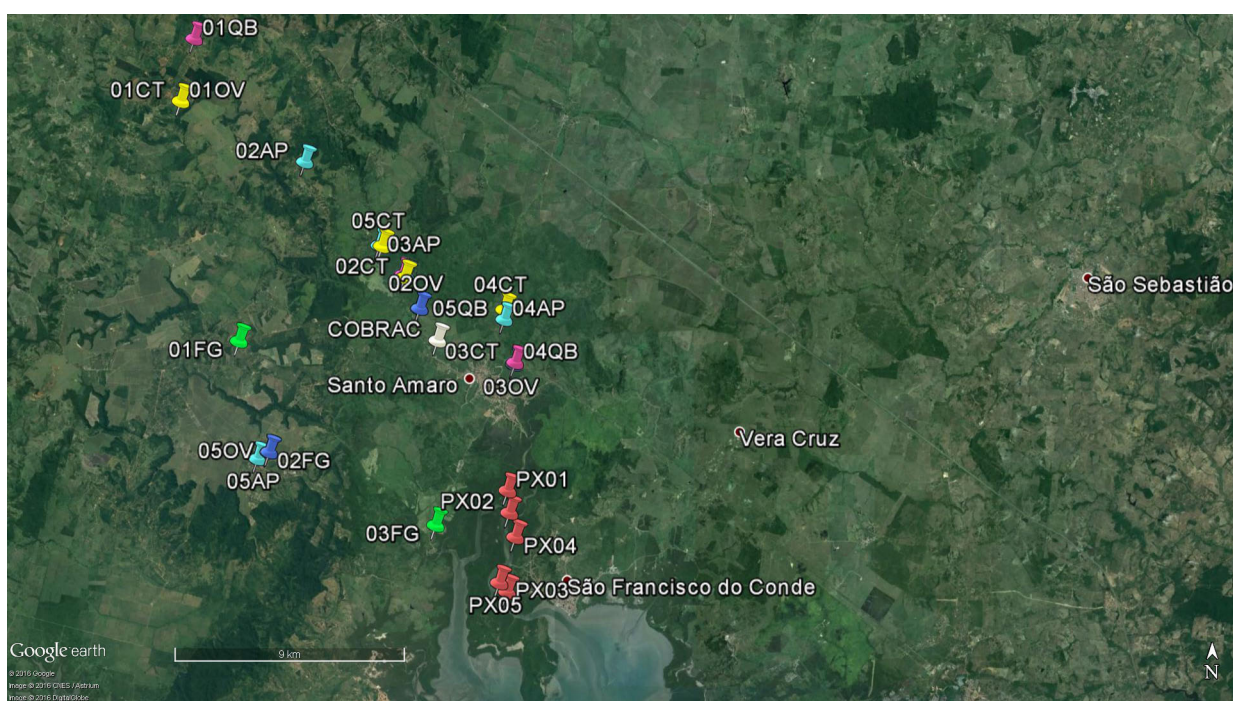 01QB
01CT 01OV
02AP
05CT
03AP
02CT
02OV
04CT
05QB 04AP
COBRAC
01FG 03CT 04QB
Santo Amaro 03OV
São Sebastião
Vera Cruz
05OV 02FG
05AP
PX01
PX02
03FG PX04
PX03 São Francisco do Conde
PX05
Google earth
9 km
© 2016 Google
Image © 2016 CNES / Astrium
Image © 2016 DigitalGlobe
N